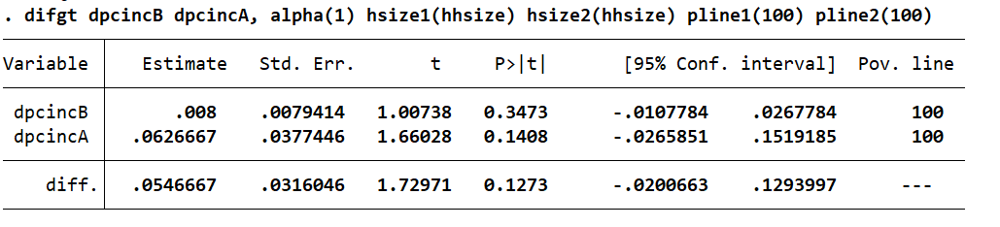 . difgt dpcincB dpcincA, alpha(1) hsize1(hhsize) hsize2(hhsize) pline1(100) pline2(100)
Variable Estimate Std. Err. t P>|t| [95% Conf. interval] Pov. line
dpcincB .008 .0079414 1.00738 0.3473 -.0107784 .0267784 100
dpcincA .0626667 .0377446 1.66028 0.1408 -.0265851 .1519185 100
diff. .0546667 .0316046 1.72971 0.1273 -.0200663 .1293997 ---